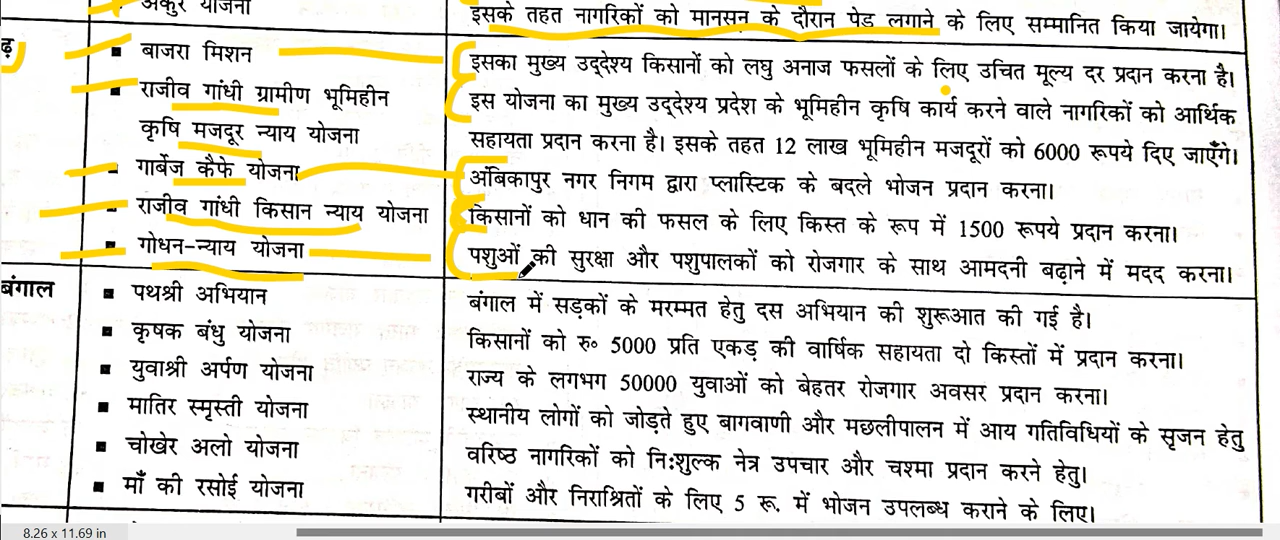 अंकुर योजना
इसके तहत नागरिकों को मानसून के दौरान पेड़ लगाने के लिए सम्मानित किया जायेगा।
ढ़
▪ बाजरा मिशन
इसका मुख्य उद्देश्य किसानों को लघु अनाज फसलों के लिए उचित मूल्य दर प्रदान करना है।
▪ राजीव गांधी ग्रामीण भूमिहीन
इस योजना का मुख्य उद्देश्य प्रदेश के भूमिहीन कृषि कार्य करने वाले नागरिकों को आर्थिक
कृषि मजदूर न्याय योजना
सहायता प्रदान करना है। इसके तहत 12 लाख भूमिहीन मजदूरों को 6000 रूपये दिए जाएँगे।
▪ गार्बेज कैफे योजना
अंबिकापुर नगर निगम द्वारा प्लास्टिक के बदले भोजन प्रदान करना।
▪ राजीव गांधी किसान न्याय योजना
किसानों को धान की फसल के लिए किस्त के रूप में 1500 रूपये प्रदान करना।
▪ गोधन-न्याय योजना
पशुओं की सुरक्षा और पशुपालकों को रोजगार के साथ आमदनी बढ़ाने में मदद करना।
बंगाल
▪ पथश्री अभियान
बंगाल में सड़कों के मरम्मत हेतु दस अभियान की शुरूआत की गई है।
▪ कृषक बंधु योजना
किसानों को रु० 5000 प्रति एकड़ की वार्षिक सहायता दो किस्तों में प्रदान करना।
▪ युवाश्री अर्पण योजना
राज्य के लगभग 50000 युवाओं को बेहतर रोजगार अवसर प्रदान करना।
▪ मातिर स्मृस्ती योजना
स्थानीय लोगों को जोड़ते हुए बागवाणी और मछलीपालन में आय गतिविधियों के सृजन हेतु
▪ चोखेर अलो योजना
वरिष्ठ नागरिकों को निःशुल्क नेत्र उपचार और चश्मा प्रदान करने हेतु।
▪ माँ की रसोई योजना
गरीबों और निराश्रितों के लिए 5 रू. में भोजन उपलब्ध कराने के लिए।
8.26 x 11.69 in